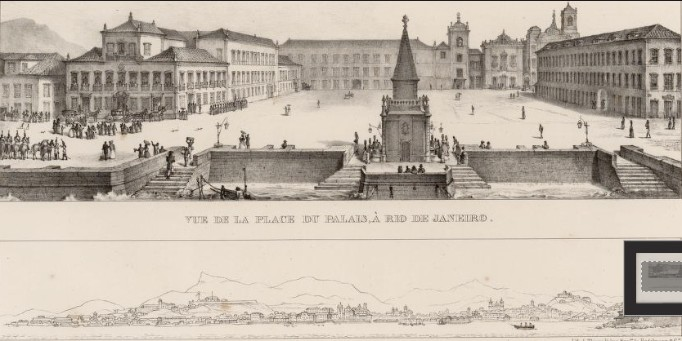 VUE DE LA PLACE DU PALAIS, À RIO DE JANEIRO.